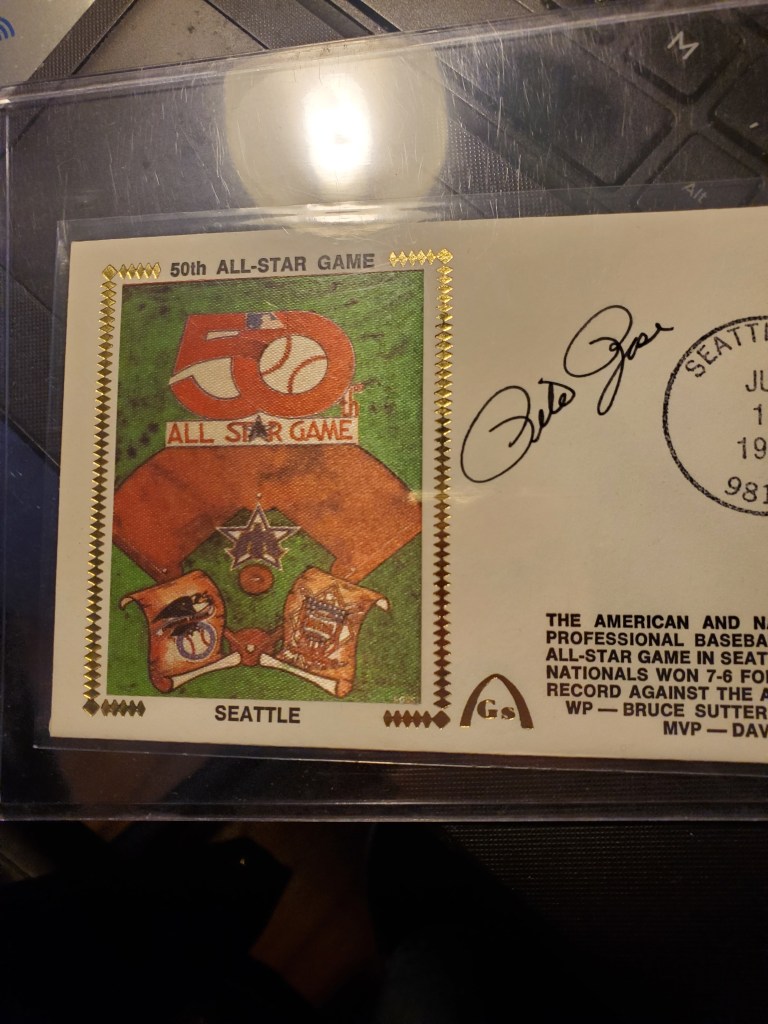 M
Alt
50th ALL-STAR GAME
50th
ALL STAR GAME
SEATTLE
Gs
Pete Rose
SEATT
JU
1
19
981
THE AMERICAN AND NA
PROFESSIONAL BASEBA
ALL-STAR GAME IN SEAT
NATIONALS WON 7-6 FO
RECORD AGAINST THE A
WP — BRUCE SUTTER
MVP — DAV